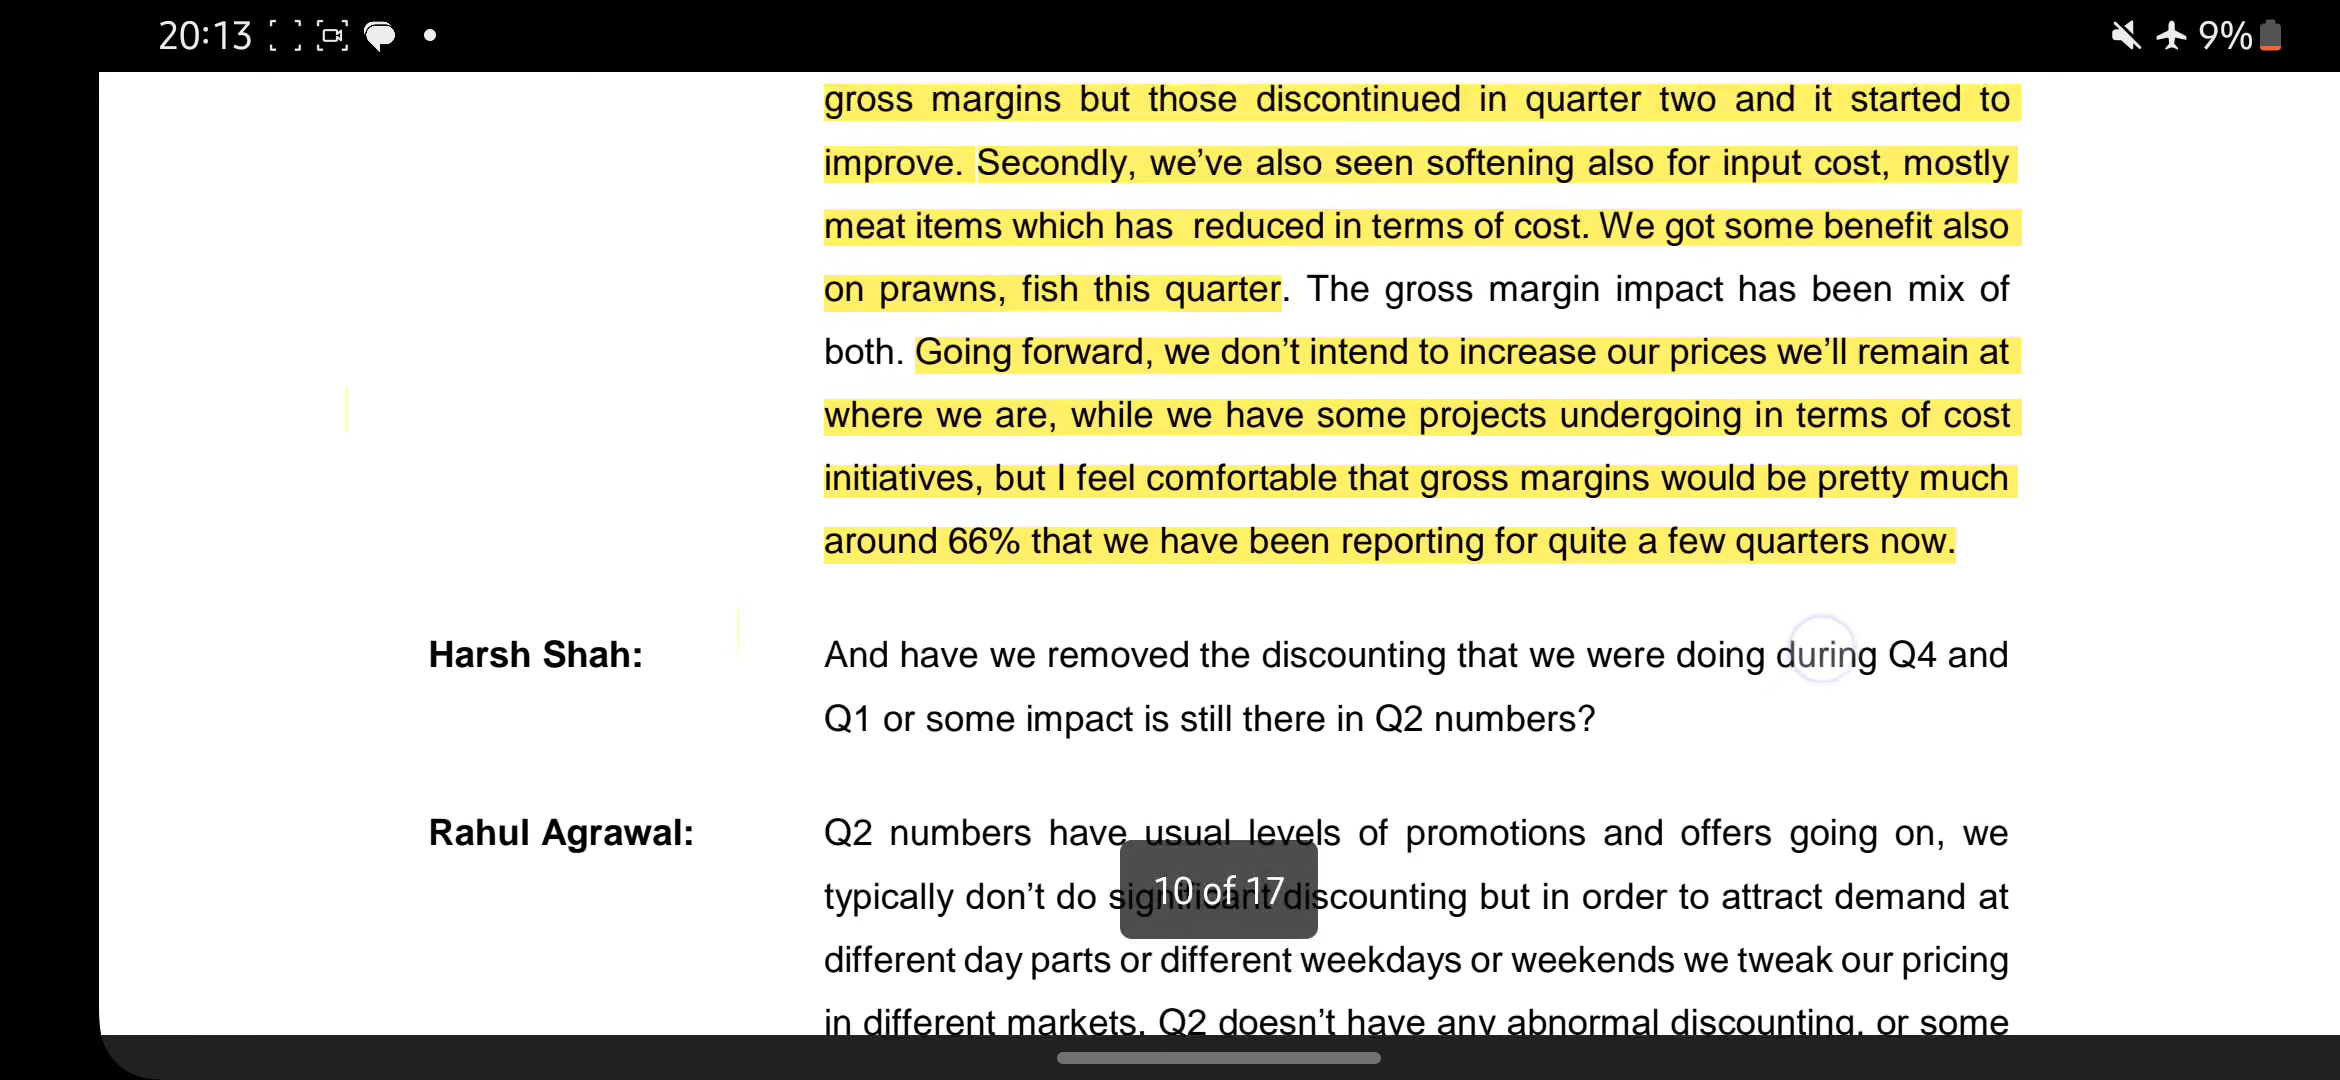 20:13
9%
gross margins but those discontinued in quarter two and it started to
improve. Secondly, we’ve also seen softening also for input cost, mostly
meat items which has reduced in terms of cost. We got some benefit also
on prawns, fish this quarter. The gross margin impact has been mix of
both. Going forward, we don’t intend to increase our prices we’ll remain at
where we are, while we have some projects undergoing in terms of cost
initiatives, but I feel comfortable that gross margins would be pretty much
around 66% that we have been reporting for quite a few quarters now.
Harsh Shah: And have we removed the discounting that we were doing during Q4 and
Q1 or some impact is still there in Q2 numbers?
Rahul Agrawal: Q2 numbers have usual levels of promotions and offers going on, we
typically don’t do significant discounting but in order to attract demand at
10 of 17
different day parts or different weekdays or weekends we tweak our pricing
in different markets. Q2 doesn’t have any abnormal discounting, or some